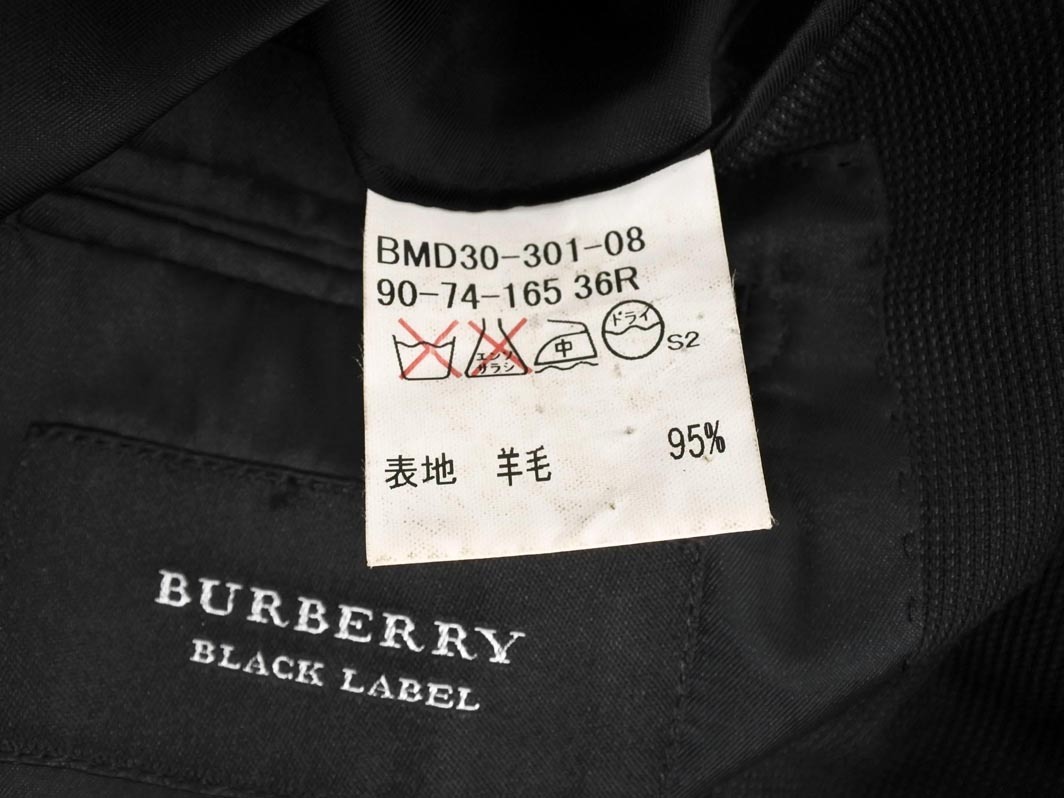 BMD30-301-08
90-74-165 36R
エンソ
サラシ
中
ドライ
S2
表地 羊毛 95%
BURBERRY
BLACK LABEL